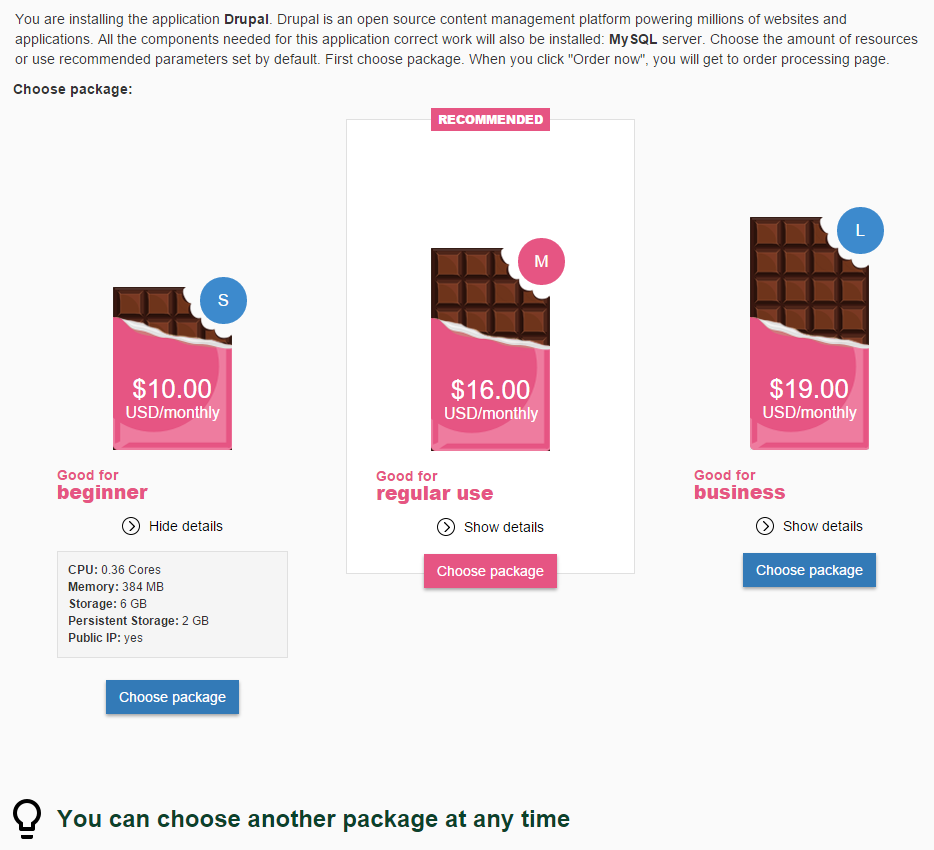 You are installing the application Drupal. Drupal is an open source content management platform powering millions of websites and
applications. All the components needed for this application correct work will also be installed: MySQL server. Choose the amount of resources
or use recommended parameters set by default. First choose package. When you click "Order now", you will get to order processing page.
Choose package:
S
$10.00
USD/monthly
Good for
beginner
Hide details
CPU: 0.36 Cores
Memory: 384 MB
Storage: 6 GB
Persistent Storage: 2 GB
Public IP: yes
Choose package
RECOMMENDED
M
$16.00
USD/monthly
Good for
regular use
Show details
Choose package
L
$19.00
USD/monthly
Good for
business
Show details
Choose package
You can choose another package at any time